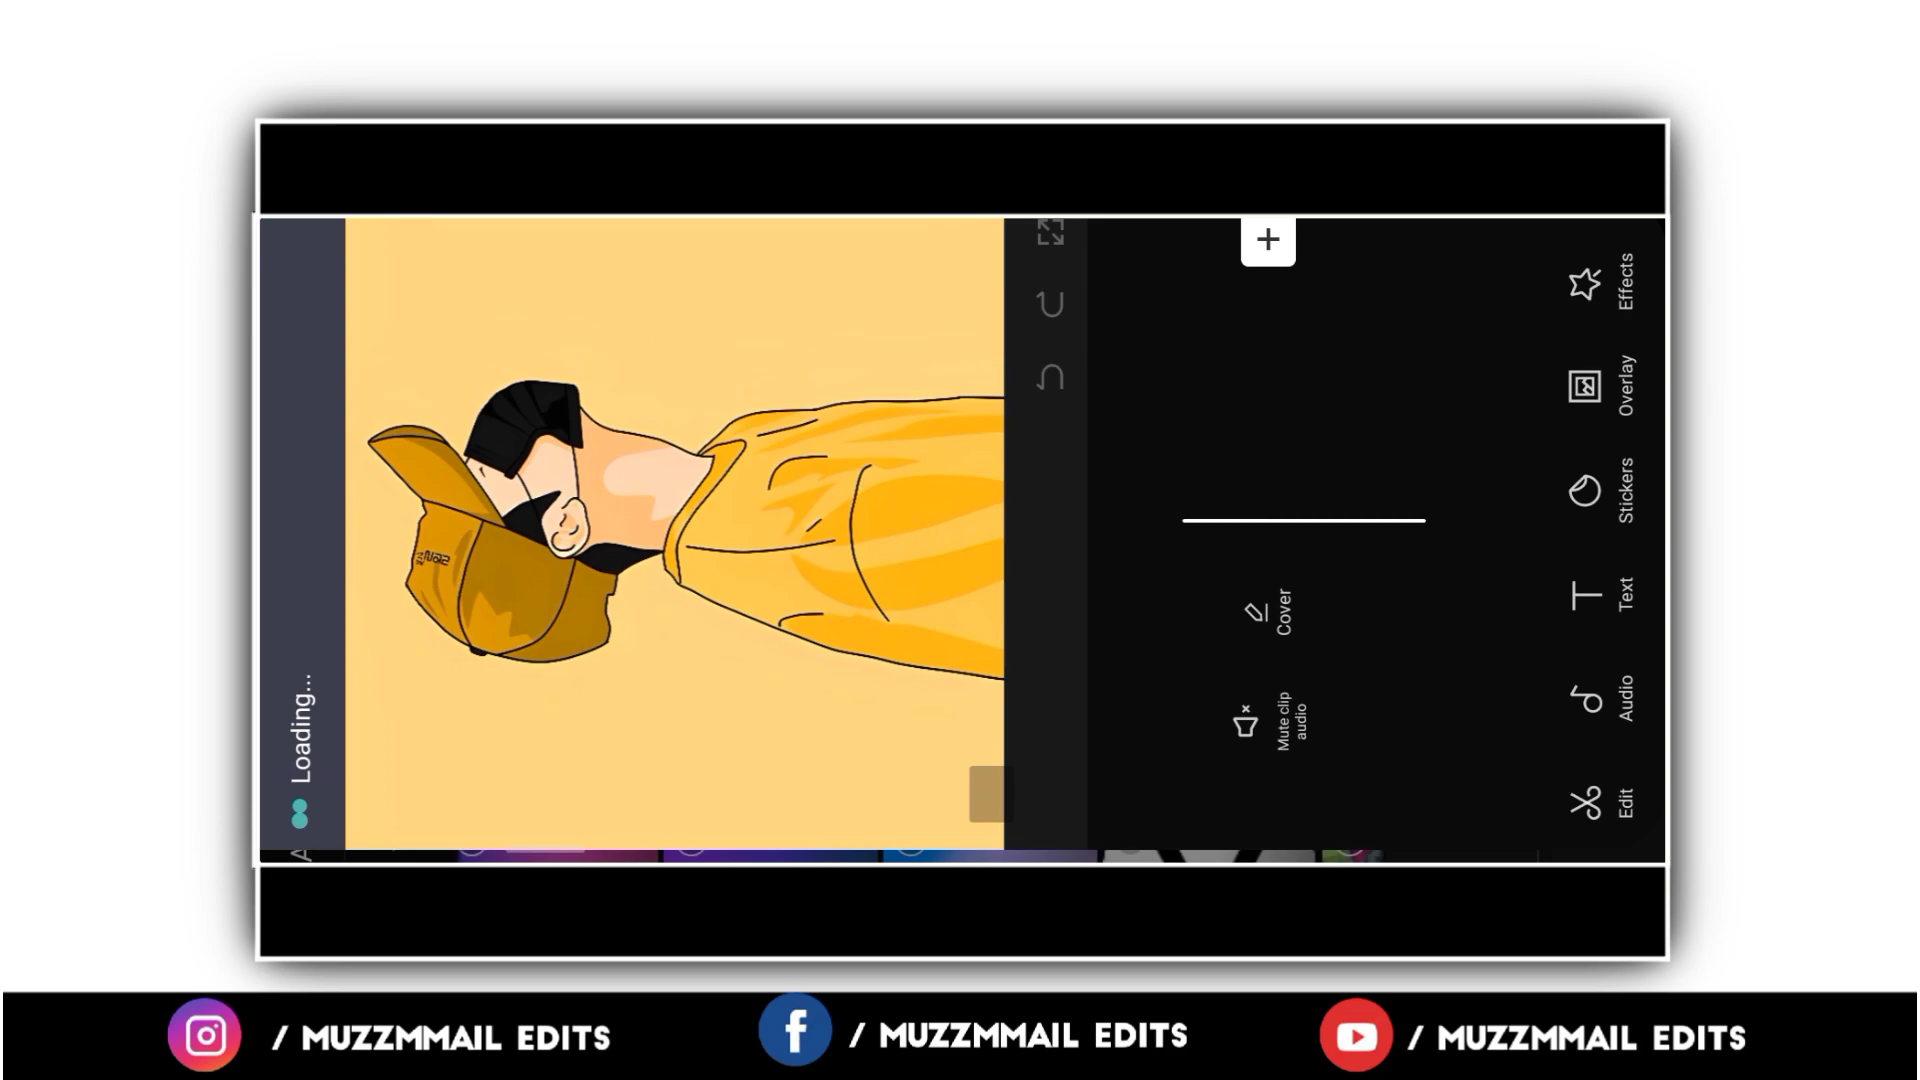 Loading...
Cover
Mute clip
audio
Edit
Audio
Text
Stickers
Overlay
Effects
/ MUZZMMAIL EDITS
/ MUZZMMAIL EDITS
/ MUZZMMAIL EDITS